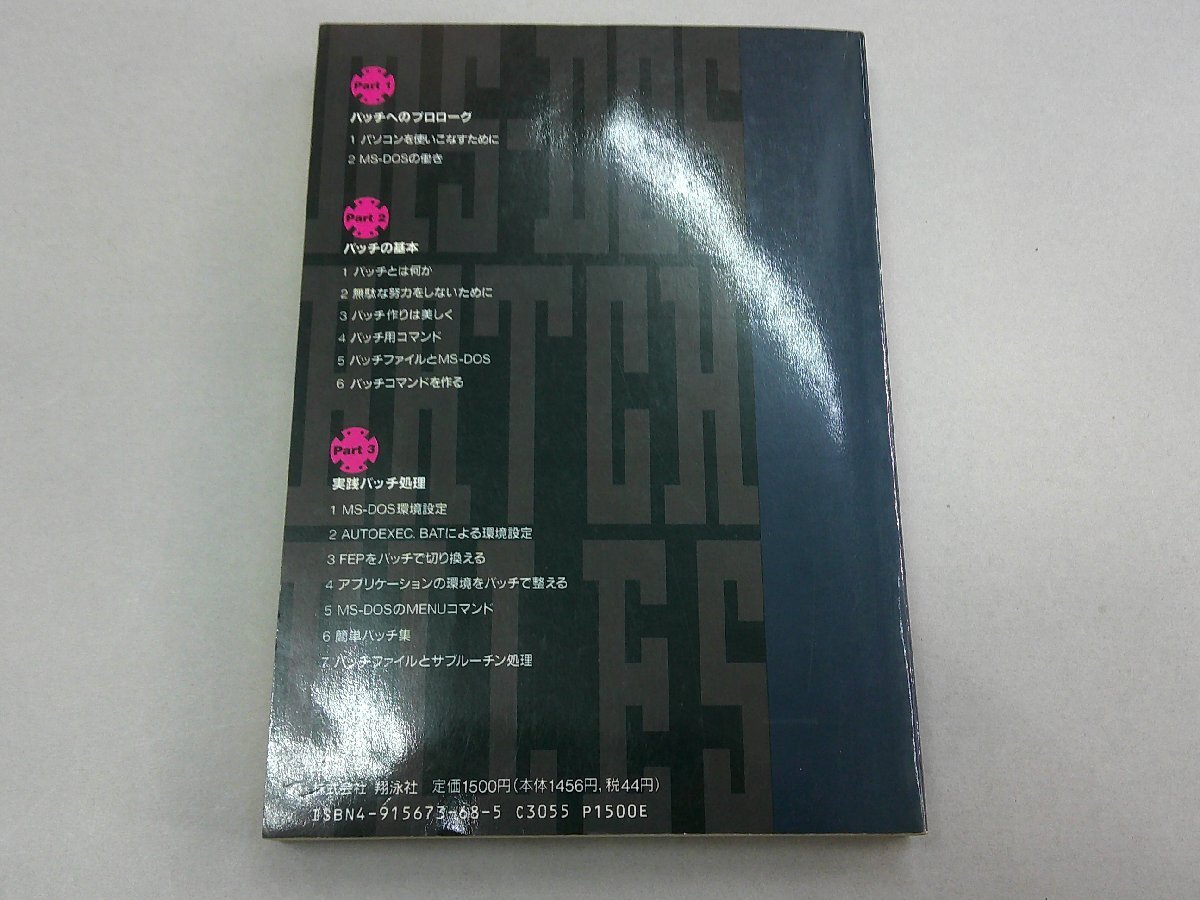 Part 1
バッチへのプロローグ
1 パソコンを使いこなすために
2 MS-DOSの働き
Part 2
バッチの基本
1 バッチとは何か
2 無駄な努力をしないために
3 バッチ作りは美しく
4 バッチ用コマンド
5 バッチファイルとMS-DOS
6 バッチコマンドを作る
Part 3
実践バッチ処理
1 MS-DOS環境設定
2 AUTOEXEC.BATによる環境設定
3 FEPをバッチで切り換える
4 アプリケーションの環境をバッチで整える
5 MS-DOSのMENUコマンド
6 簡単バッチ集
7 バッチファイルとサブルーチン処理
MS-DOS
BATCH
FILES
株式会社 翔泳社 定価1500円(本体1456円,税44円)
ISBN4-915673-68-5 C3055 P1500E